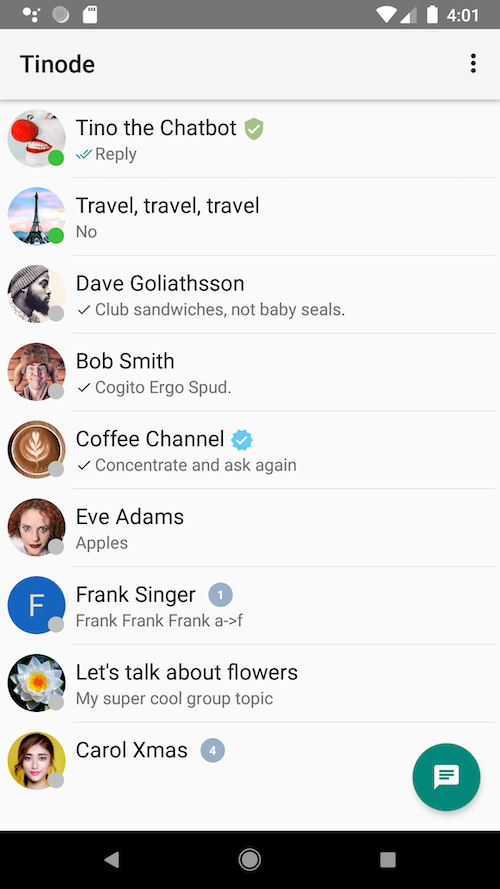 4:01
Tinode
Tino the Chatbot
Reply
Travel, travel, travel
No
Dave Goliathsson
Club sandwiches, not baby seals.
Bob Smith
Cogito Ergo Spud.
Coffee Channel
Concentrate and ask again
Eve Adams
Apples
F
Frank Singer 1
Frank Frank Frank a->f
Let's talk about flowers
My super cool group topic
Carol Xmas 4